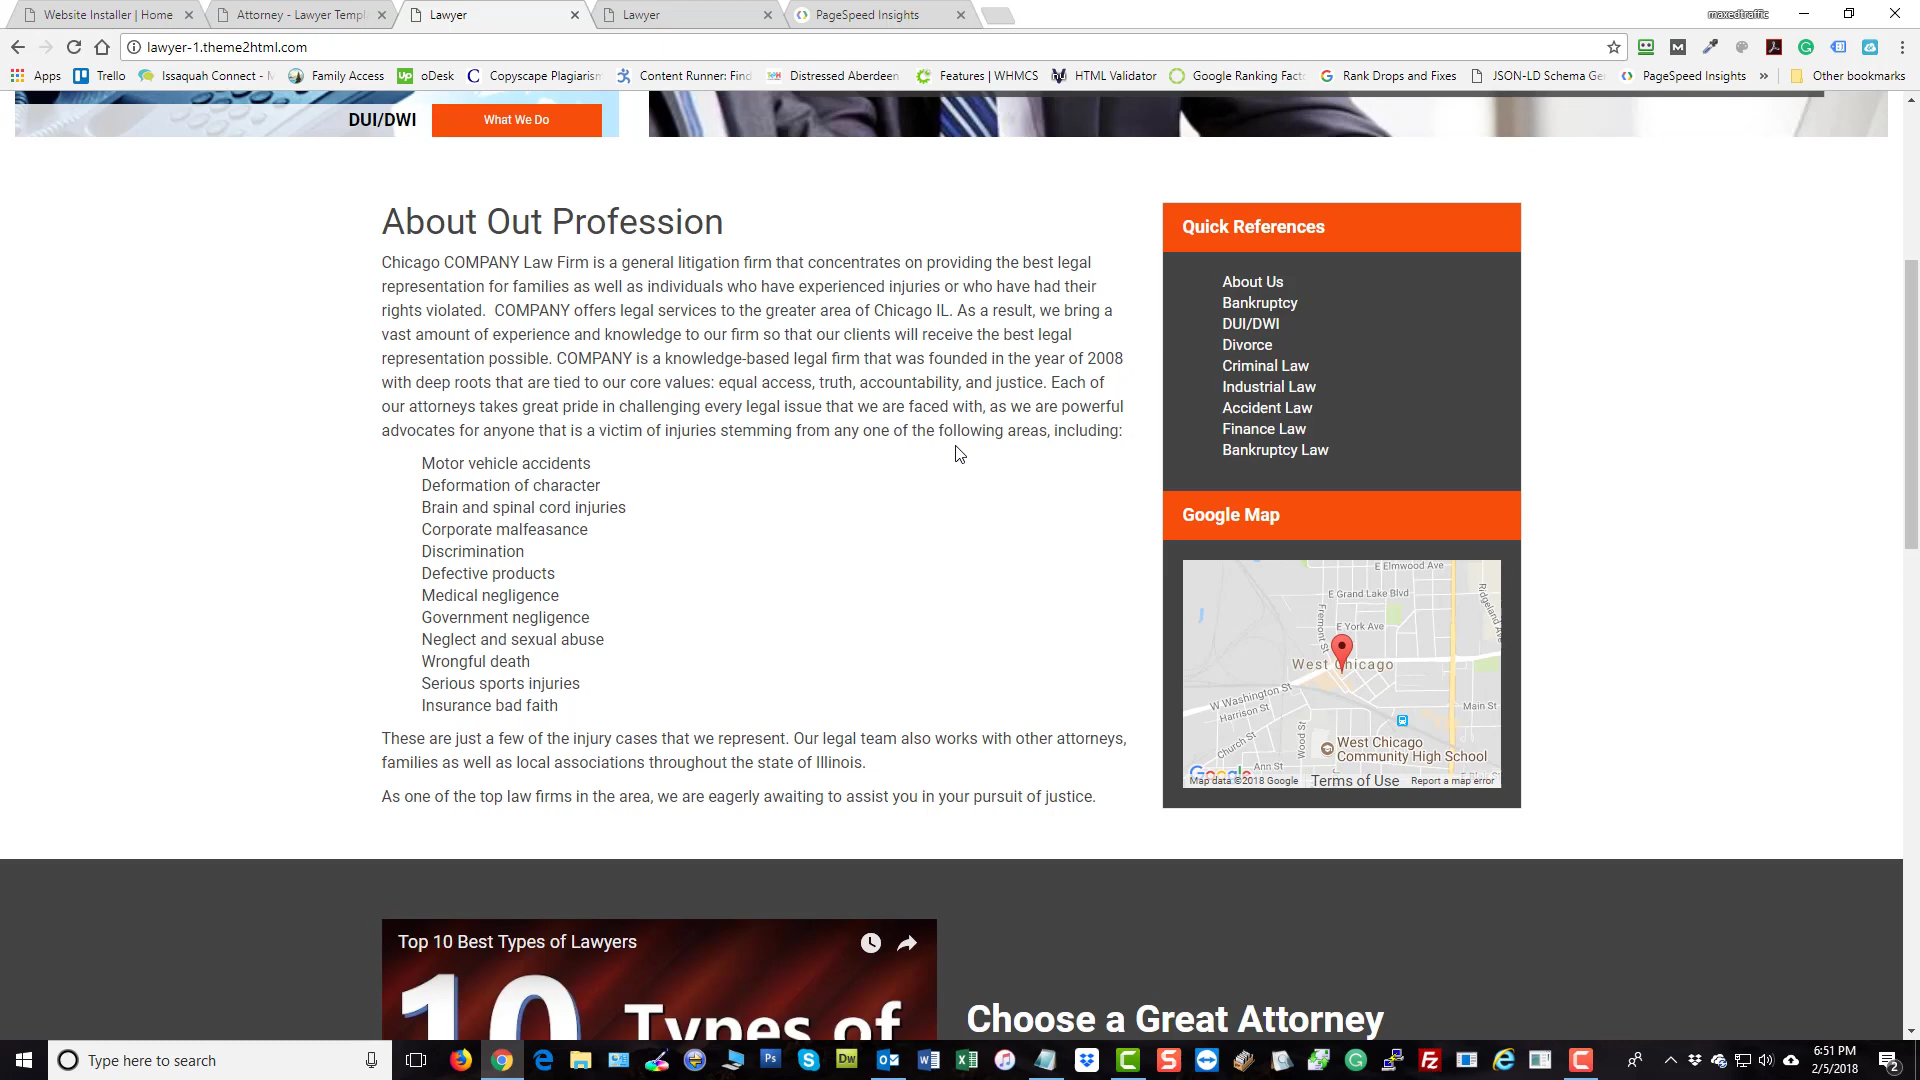 Website Installer | Home
Attorney - Lawyer Templ
Lawyer
Lawyer
PageSpeed Insights
maxedtraffic
lawyer-1.theme2html.com
Apps
Trello
Issaquah Connect - M
Family Access
oDesk
Copyscape Plagiarism
Content Runner: Find
Distressed Aberdeen
Features | WHMCS
HTML Validator
Google Ranking Facto
Rank Drops and Fixes
JSON-LD Schema Ge
PageSpeed Insights
»
Other bookmarks
DUI/DWI
What We Do
About Out Profession
Chicago COMPANY Law Firm is a general litigation firm that concentrates on providing the best legal
representation for families as well as individuals who have experienced injuries or who have had their
rights violated.  COMPANY offers legal services to the greater area of Chicago IL. As a result, we bring a
vast amount of experience and knowledge to our firm so that our clients will receive the best legal
representation possible. COMPANY is a knowledge-based legal firm that was founded in the year of 2008
with deep roots that are tied to our core values: equal access, truth, accountability, and justice. Each of
our attorneys takes great pride in challenging every legal issue that we are faced with, as we are powerful
advocates for anyone that is a victim of injuries stemming from any one of the following areas, including:
Motor vehicle accidents
Deformation of character
Brain and spinal cord injuries
Corporate malfeasance
Discrimination
Defective products
Medical negligence
Government negligence
Neglect and sexual abuse
Wrongful death
Serious sports injuries
Insurance bad faith
These are just a few of the injury cases that we represent. Our legal team also works with other attorneys,
families as well as local associations throughout the state of Illinois.
As one of the top law firms in the area, we are eagerly awaiting to assist you in your pursuit of justice.
Quick References
About Us
Bankruptcy
DUI/DWI
Divorce
Criminal Law
Industrial Law
Accident Law
Finance Law
Bankruptcy Law
Google Map
E Elmwood Ave
E Grand Lake Blvd
Ridgeland Ave
Fremont St
E York Ave
West Chicago
W Washington St
Harrison St
Main St
Wood St
Church St
West Chicago
Community High School
Ann St
Google
Map data ©2018 Google
Terms of Use
Report a map error
Top 10 Best Types of Lawyers
10
Types of
Choose a Great Attorney
Type here to search
6:51 PM
2/5/2018
2